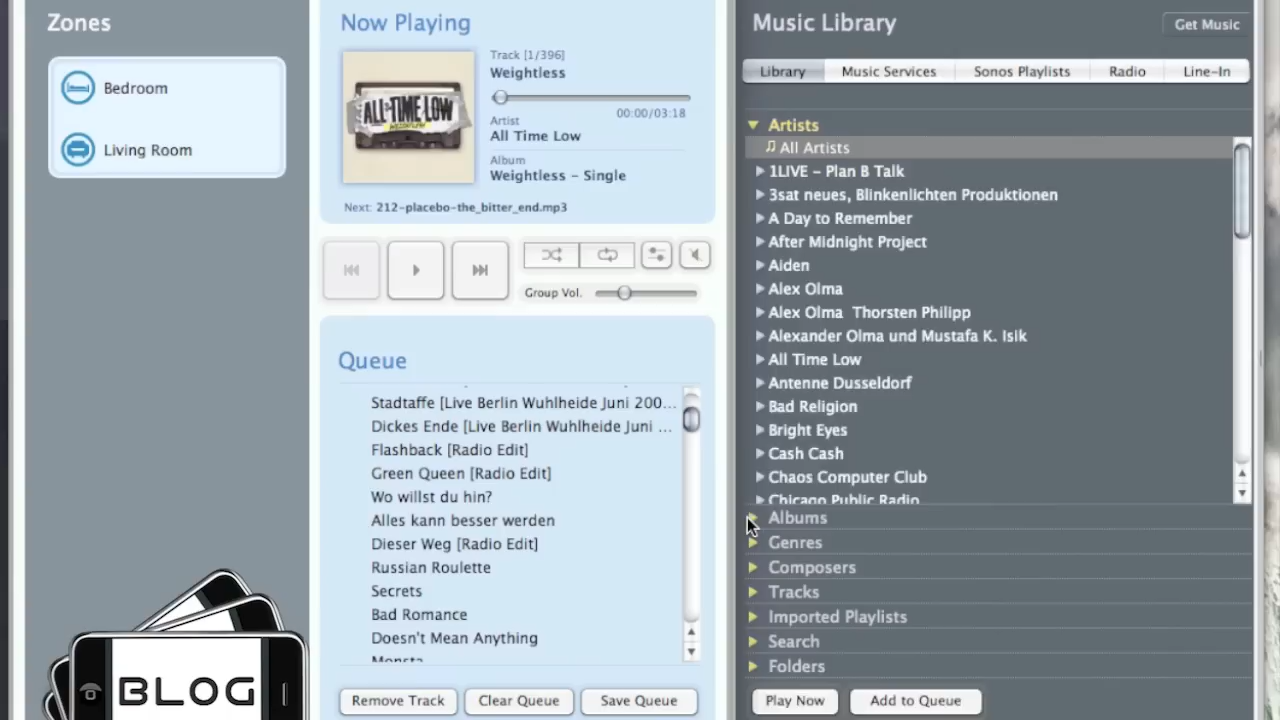 Zones
Bedroom
Living Room
BLOG
Now Playing
Track [1/396]
Weightless
00:00/03:18
Artist
All Time Low
Album
Weightless - Single
ALL TIME LOW
Next: 212-placebo-the_bitter_end.mp3
Group Vol.
Queue
Stadtaffe [Live Berlin Wuhlheide Juni 200...
Dickes Ende [Live Berlin Wuhlheide Juni ...
Flashback [Radio Edit]
Green Queen [Radio Edit]
Wo willst du hin?
Alles kann besser werden
Dieser Weg [Radio Edit]
Russian Roulette
Secrets
Bad Romance
Doesn't Mean Anything
Monsta
Remove Track
Clear Queue
Save Queue
Music Library
Get Music
Library
Music Services
Sonos Playlists
Radio
Line-In
Artists
All Artists
1LIVE - Plan B Talk
3sat neues, Blinkenlichten Produktionen
A Day to Remember
After Midnight Project
Aiden
Alex Olma
Alex Olma  Thorsten Philipp
Alexander Olma und Mustafa K. Isik
All Time Low
Antenne Dusseldorf
Bad Religion
Bright Eyes
Cash Cash
Chaos Computer Club
Chicago Public Radio
Albums
Genres
Composers
Tracks
Imported Playlists
Search
Folders
Play Now
Add to Queue